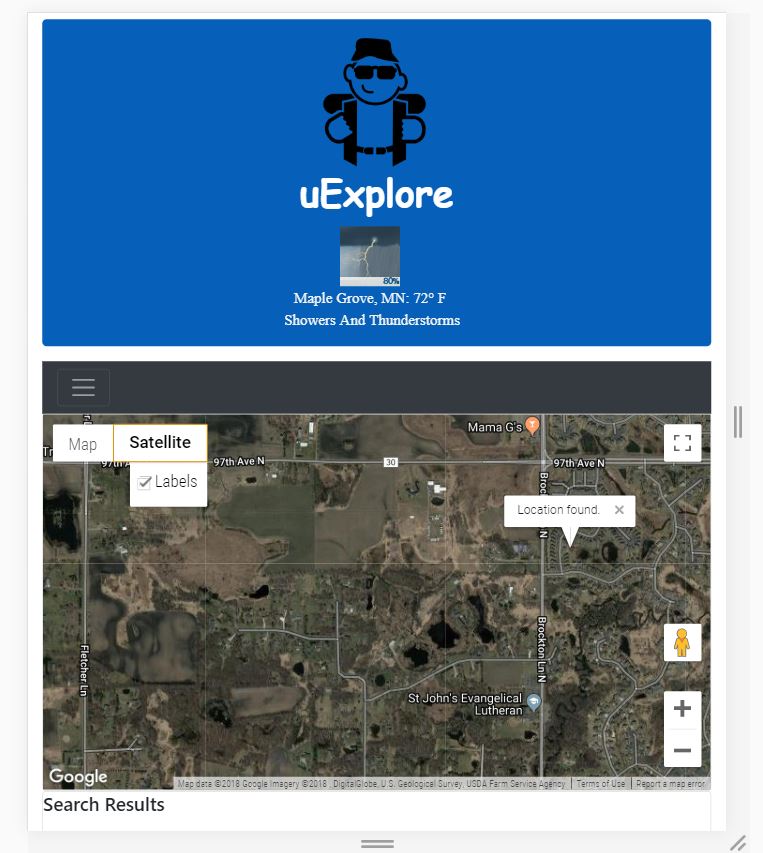 uExplore
80%
Maple Grove, MN: 72° F
Showers And Thunderstorms
Mama G's
Map
Satellite
Labels
97th Ave N
30
97th Ave N
Location found.
Brockton Ln N
Fletcher Ln
St John's Evangelical
Lutheran
Google
Map data ©2018 Google Imagery ©2018 , DigitalGlobe, U.S. Geological Survey, USDA Farm Service Agency
Terms of Use
Report a map error
Search Results